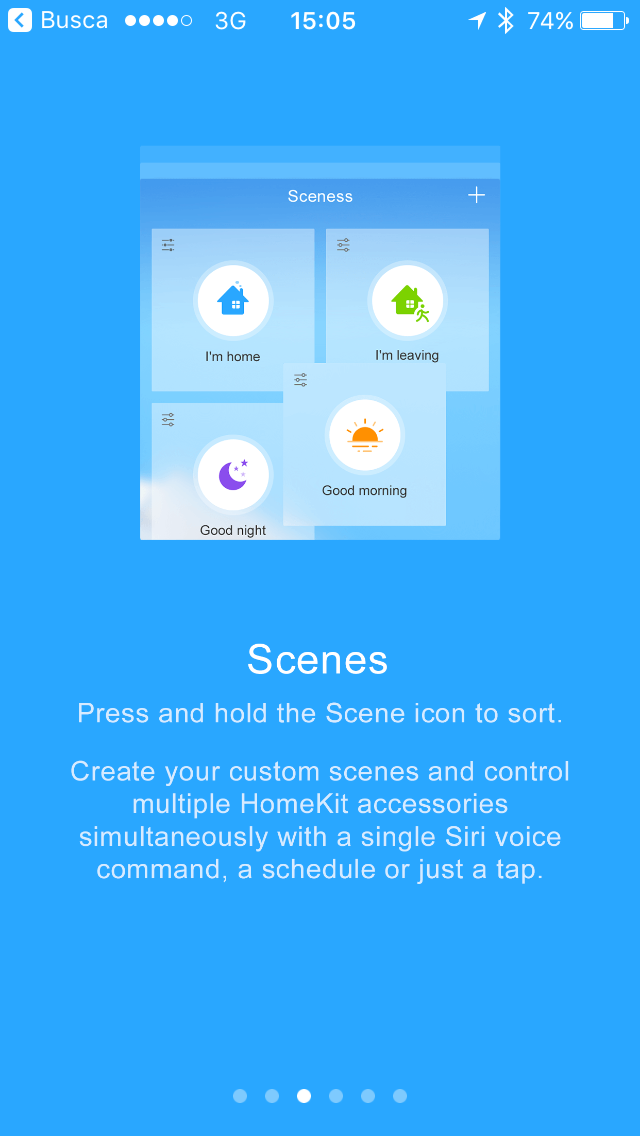 Busca 3G 15:05 74%
Sceness
I'm home I'm leaving
Good morning
Good night
Scenes
Press and hold the Scene icon to sort.
Create your custom scenes and control
multiple HomeKit accessories
simultaneously with a single Siri voice
command, a schedule or just a tap.